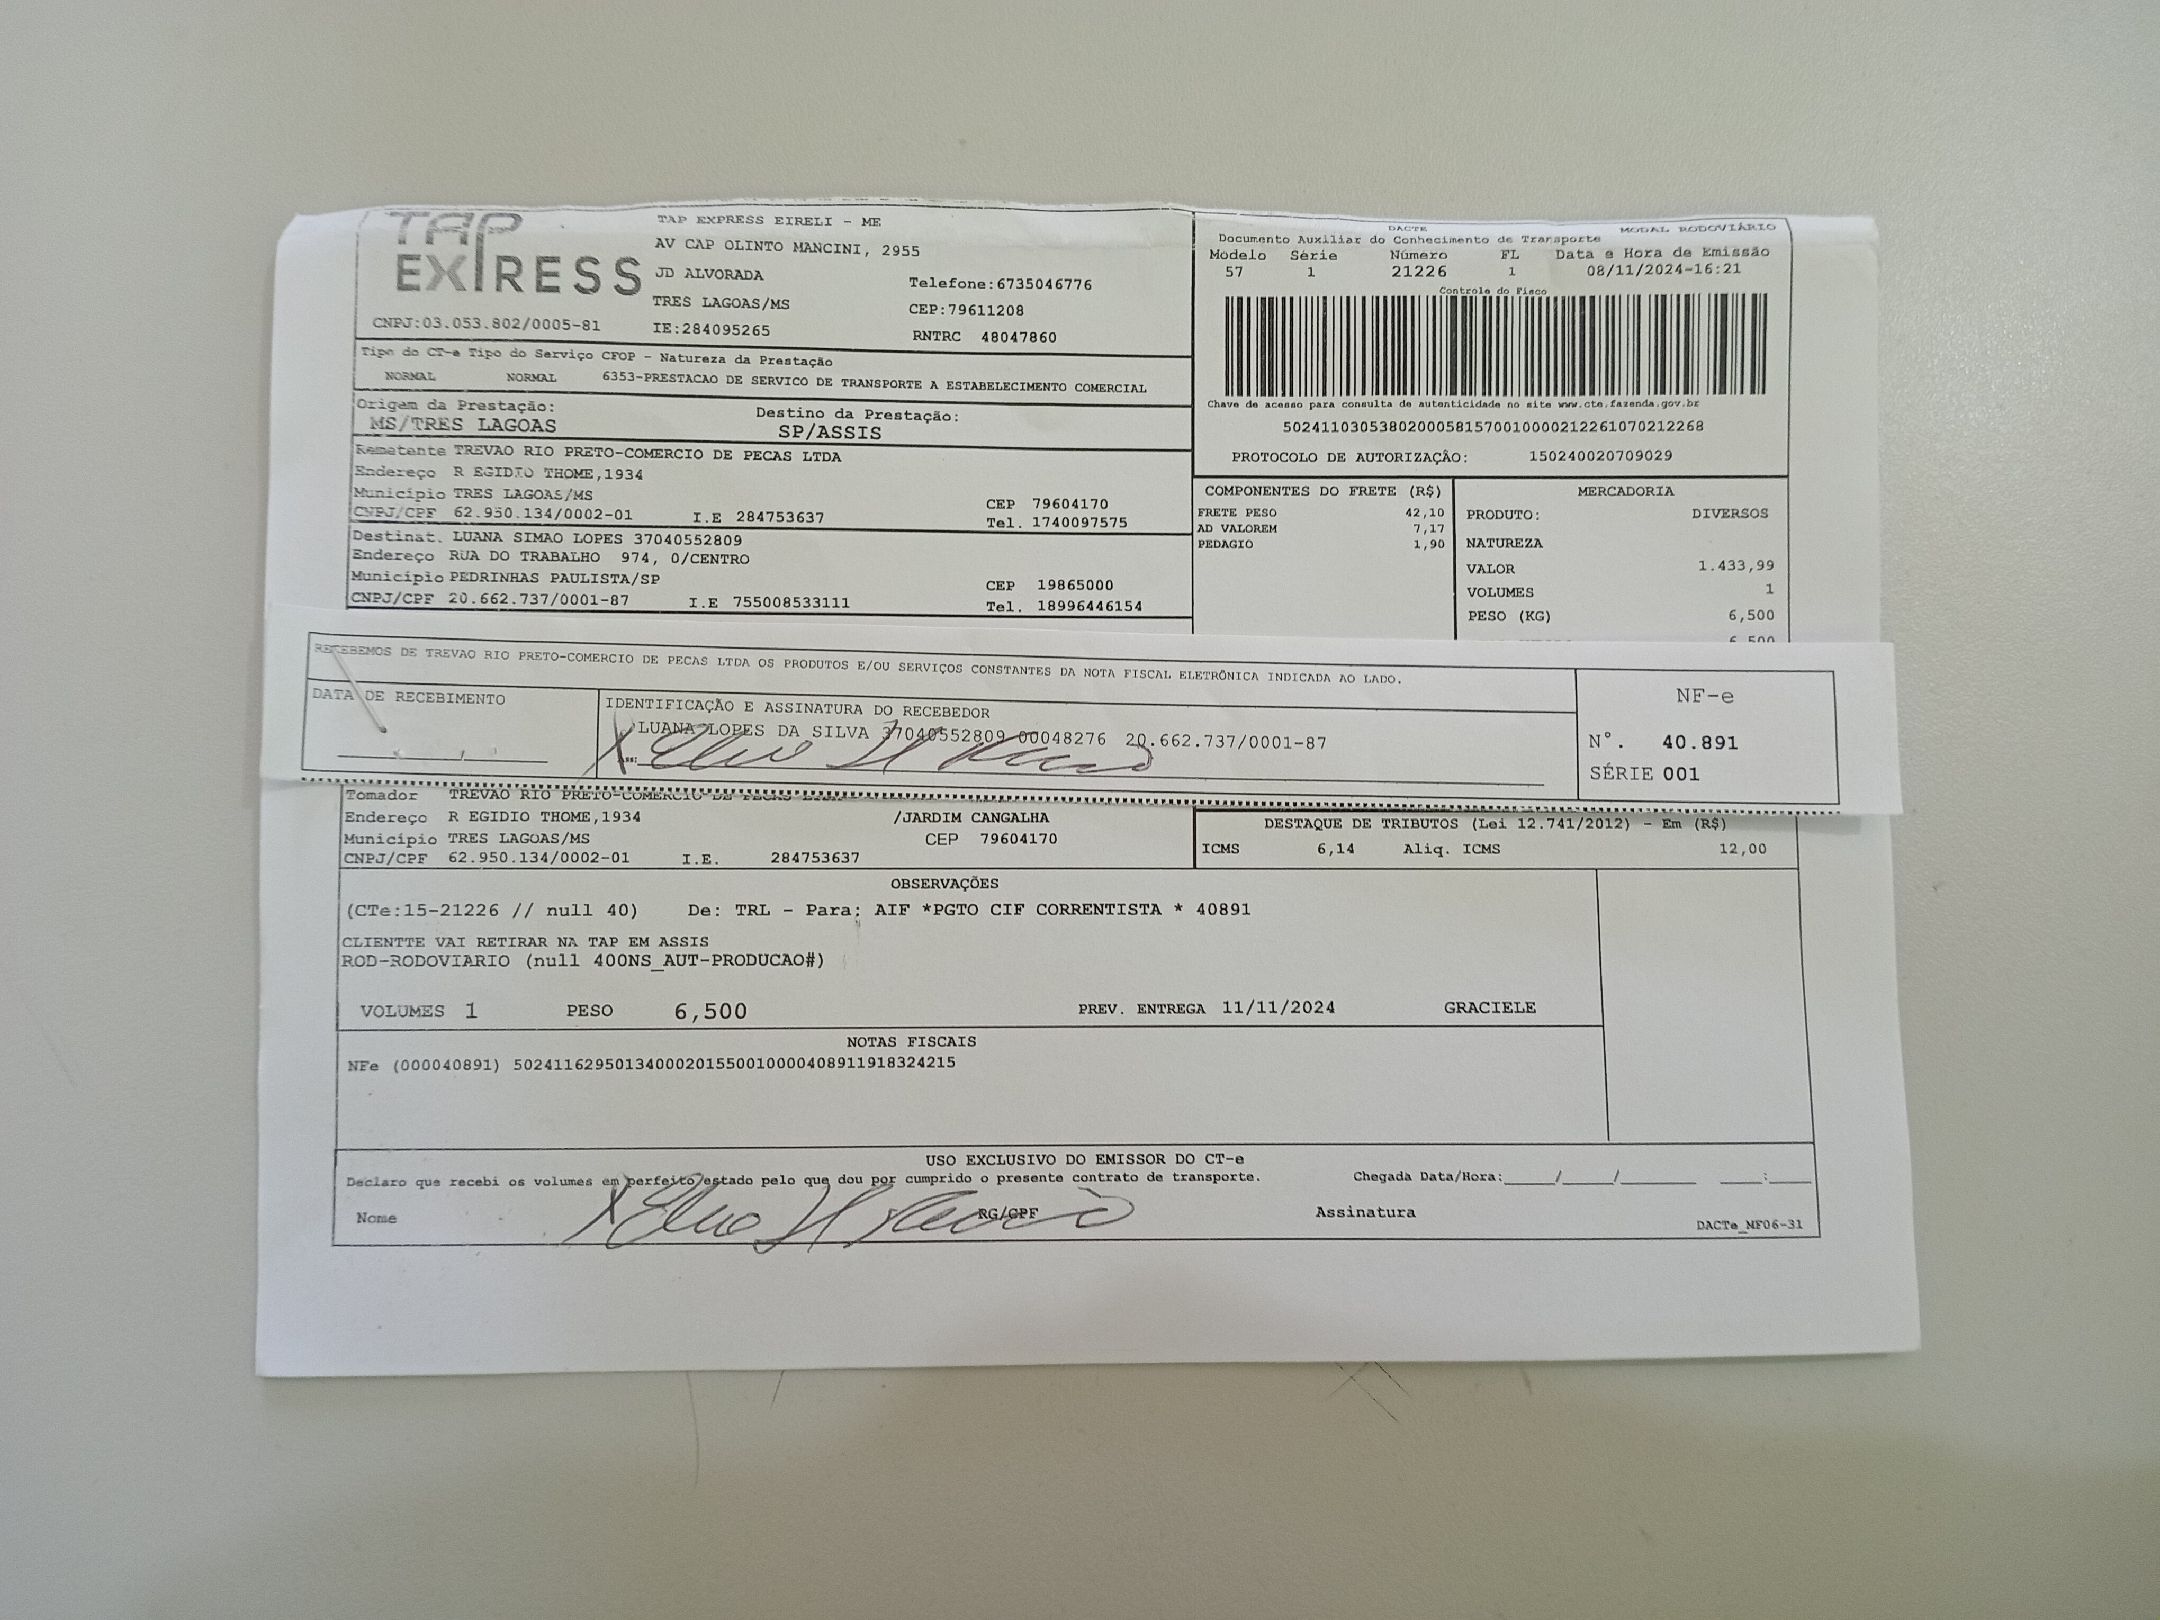 TAP EXPRESS
TAP EXPRESS EIRELI - ME
AV CAP OLINTO MANCINI, 2955
JD ALVORADA
Telefone:6735046776
TRES LAGOAS/MS
CEP:79611208
CNPJ:03.053.802/0005-81
IE:284095265
RNTRC 48047860
DACTE MODAL RODOVIÁRIO
Documento Auxiliar do Conhecimento de Transporte
Modelo Série Número FL Data e Hora de Emissão
57 1 21226 1 08/11/2024-16:21
Controle do Fisco
Chave de acesso para consulta de autenticidade no site www.cte.fazenda.gov.br
50241103053802000581570010000212261070212268
PROTOCOLO DE AUTORIZAÇÃO: 150240020709029
Tipo do CT-e Tipo do Serviço CFOP - Natureza da Prestação
NORMAL NORMAL 6353-PRESTACAO DE SERVICO DE TRANSPORTE A ESTABELECIMENTO COMERCIAL
Origem da Prestação: Destino da Prestação:
MS/TRES LAGOAS SP/ASSIS
Remetente TREVAO RIO PRETO-COMERCIO DE PECAS LTDA
Endereço R EGIDIO THOME,1934
Município TRES LAGOAS/MS CEP 79604170
CNPJ/CPF 62.950.134/0002-01 I.E 284753637 Tel. 1740097575
Destinat. LUANA SIMAO LOPES 37040552809
Endereço RUA DO TRABALHO 974, 0/CENTRO
Município PEDRINHAS PAULISTA/SP CEP 19865000
CNPJ/CPF 20.662.737/0001-87 I.E 755008533111 Tel. 18996446154
COMPONENTES DO FRETE (R$)
FRETE PESO 42,10
AD VALOREM 7,17
PEDAGIO 1,90
MERCADORIA
PRODUTO: DIVERSOS
NATUREZA
VALOR 1.433,99
VOLUMES 1
PESO (KG) 6,500
6,500
RECEBEMOS DE TREVAO RIO PRETO-COMERCIO DE PECAS LTDA OS PRODUTOS E/OU SERVIÇOS CONSTANTES DA NOTA FISCAL ELETRÔNICA INDICADA AO LADO.
DATA DE RECEBIMENTO
IDENTIFICAÇÃO E ASSINATURA DO RECEBEDOR
LUANA LOPES DA SILVA 37040552809 00048276 20.662.737/0001-87
Ass:
NF-e
N°. 40.891
SÉRIE 001
Tomador TREVAO RIO PRETO-COMERCIO DE PECAS LTDA
Endereço R EGIDIO THOME,1934 /JARDIM CANGALHA
Município TRES LAGOAS/MS CEP 79604170
CNPJ/CPF 62.950.134/0002-01 I.E. 284753637
DESTAQUE DE TRIBUTOS (Lei 12.741/2012) - Em (R$)
ICMS 6,14 Aliq. ICMS 12,00
OBSERVAÇÕES
(CTe:15-21226 // null 40) De: TRL - Para: AIF *PGTO CIF CORRENTISTA * 40891
CLIENTTE VAI RETIRAR NA TAP EM ASSIS
ROD-RODOVIARIO (null 400NS_AUT-PRODUCAO#)
VOLUMES 1 PESO 6,500 PREV. ENTREGA 11/11/2024 GRACIELE
NOTAS FISCAIS
NFe (000040891) 50241162950134000201550010000408911918324215
USO EXCLUSIVO DO EMISSOR DO CT-e
Declaro que recebi os volumes em perfeito estado pelo que dou por cumprido o presente contrato de transporte. Chegada Data/Hora:____/____/______ ___:___
Nome RG/CPF Assinatura
DACTe_NF06-31